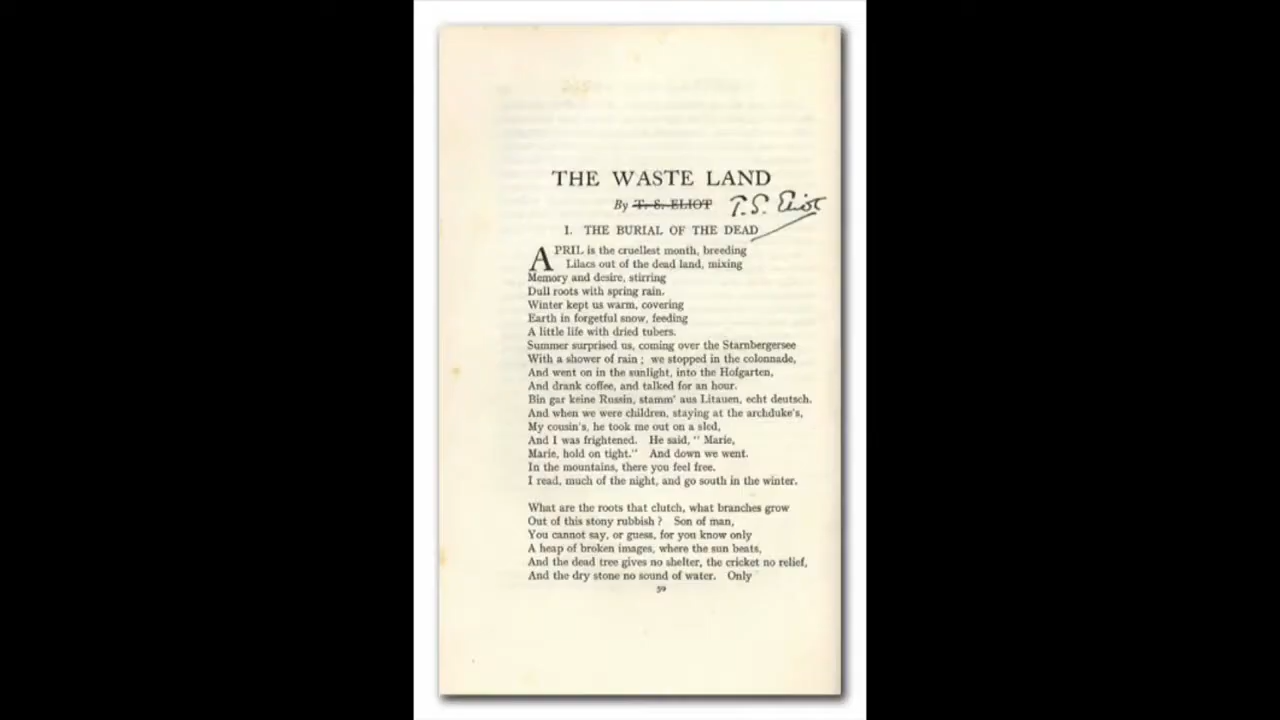 THE WASTE LAND
By T. S. ELIOT T. S. Eliot
I. THE BURIAL OF THE DEAD
APRIL is the cruellest month, breeding
Lilacs out of the dead land, mixing
Memory and desire, stirring
Dull roots with spring rain.
Winter kept us warm, covering
Earth in forgetful snow, feeding
A little life with dried tubers.
Summer surprised us, coming over the Starnbergersee
With a shower of rain ; we stopped in the colonnade,
And went on in the sunlight, into the Hofgarten,
And drank coffee, and talked for an hour.
Bin gar keine Russin, stamm' aus Litauen, echt deutsch.
And when we were children, staying at the archduke's,
My cousin's, he took me out on a sled,
And I was frightened. He said, " Marie,
Marie, hold on tight." And down we went.
In the mountains, there you feel free.
I read, much of the night, and go south in the winter.
What are the roots that clutch, what branches grow
Out of this stony rubbish ? Son of man,
You cannot say, or guess, for you know only
A heap of broken images, where the sun beats,
And the dead tree gives no shelter, the cricket no relief,
And the dry stone no sound of water. Only
50